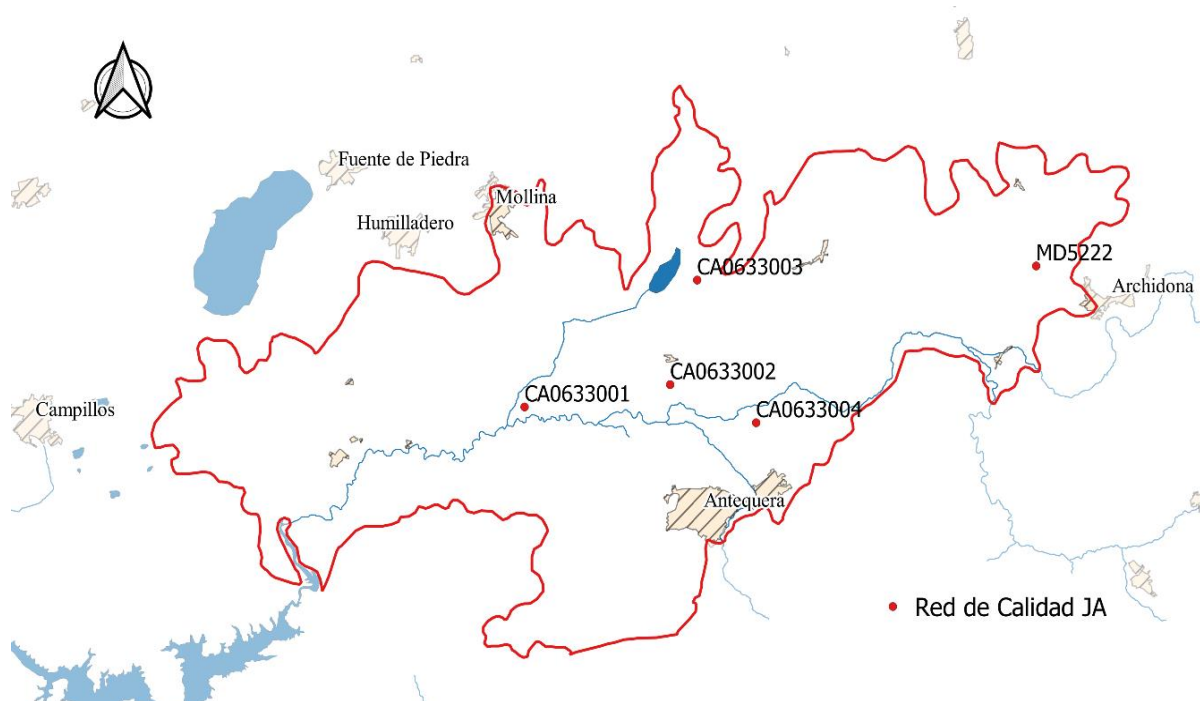 Fuente de Piedra
Mollina
Humilladero
MD5222
CA0633003
Archidona
CA0633002
CA0633001
Campillos
CA0633004
Antequera
Red de Calidad JA